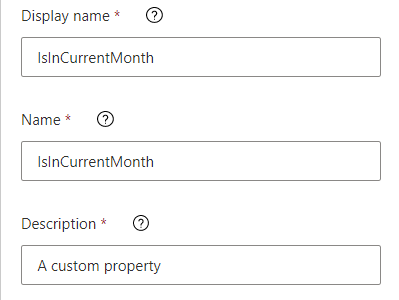 Display name *
IsInCurrentMonth
Name *
IsInCurrentMonth
Description *
A custom property